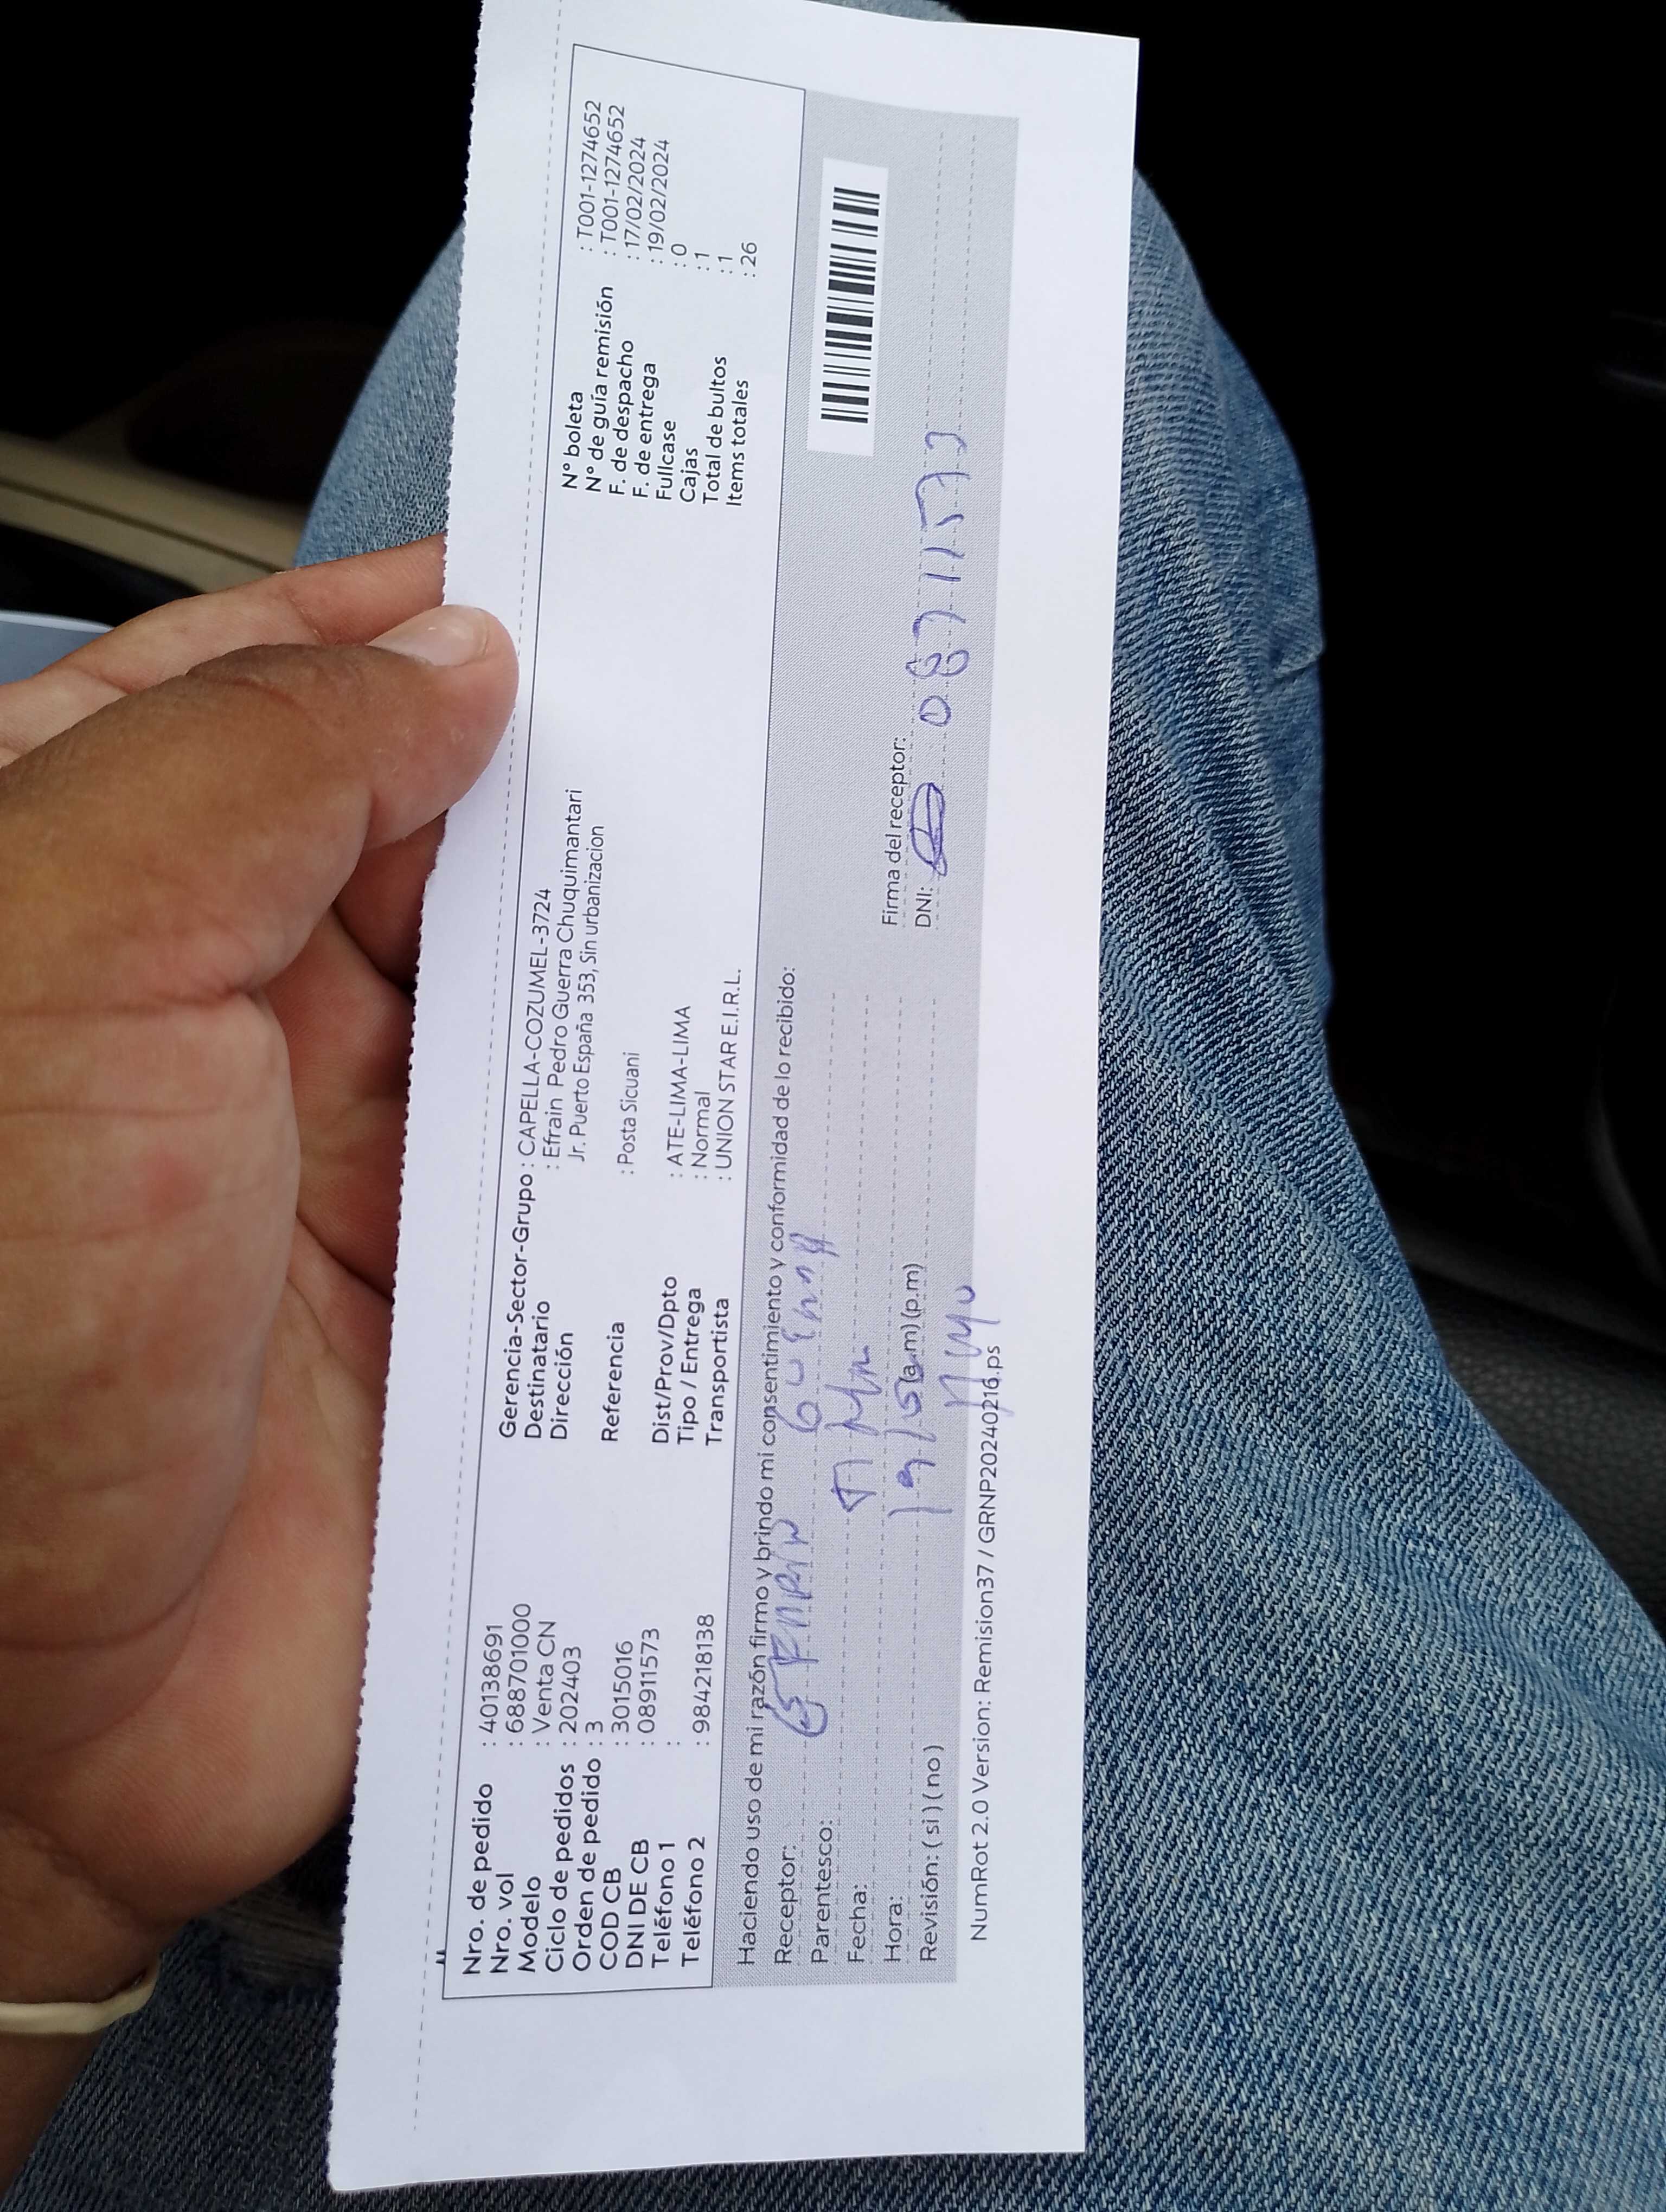 Nro. de pedido : 40138691
Nro. vol : 688701000
Modelo : Venta CN
Ciclo de pedidos : 202403
Orden de pedido : 3
COD CB : 3015016
DNI DE CB : 08911573
Teléfono 1 :
Teléfono 2 : 984218138
Gerencia-Sector-Grupo : CAPELLA-COZUMEL-3724
Destinatario : Efrain Pedro Guerra Chuquimantari
Dirección Jr. Puerto España 353, Sin urbanizacion
Referencia : Posta Sicuani
Dist/Prov/Dpto : ATE-LIMA-LIMA
Tipo / Entrega : Normal
Transportista : UNION STAR E.I.R.L.
N° boleta : T001-1274652
N° de guía remisión : T001-1274652
F. de despacho : 17/02/2024
F. de entrega : 19/02/2024
Fullcase : 0
Cajas : 1
Total de bultos : 1
Items totales : 26
Haciendo uso de mi razón firmo y brindo mi consentimiento y conformidad de lo recibido:
Receptor: EFRAIN GUERRA
Parentesco:
Fecha:
Hora: (a.m) (p.m)
Revisión: ( si ) ( no )
Firma del receptor:
DNI:
NumRot 2.0 Version: Remision37 / GRNP20240216.ps